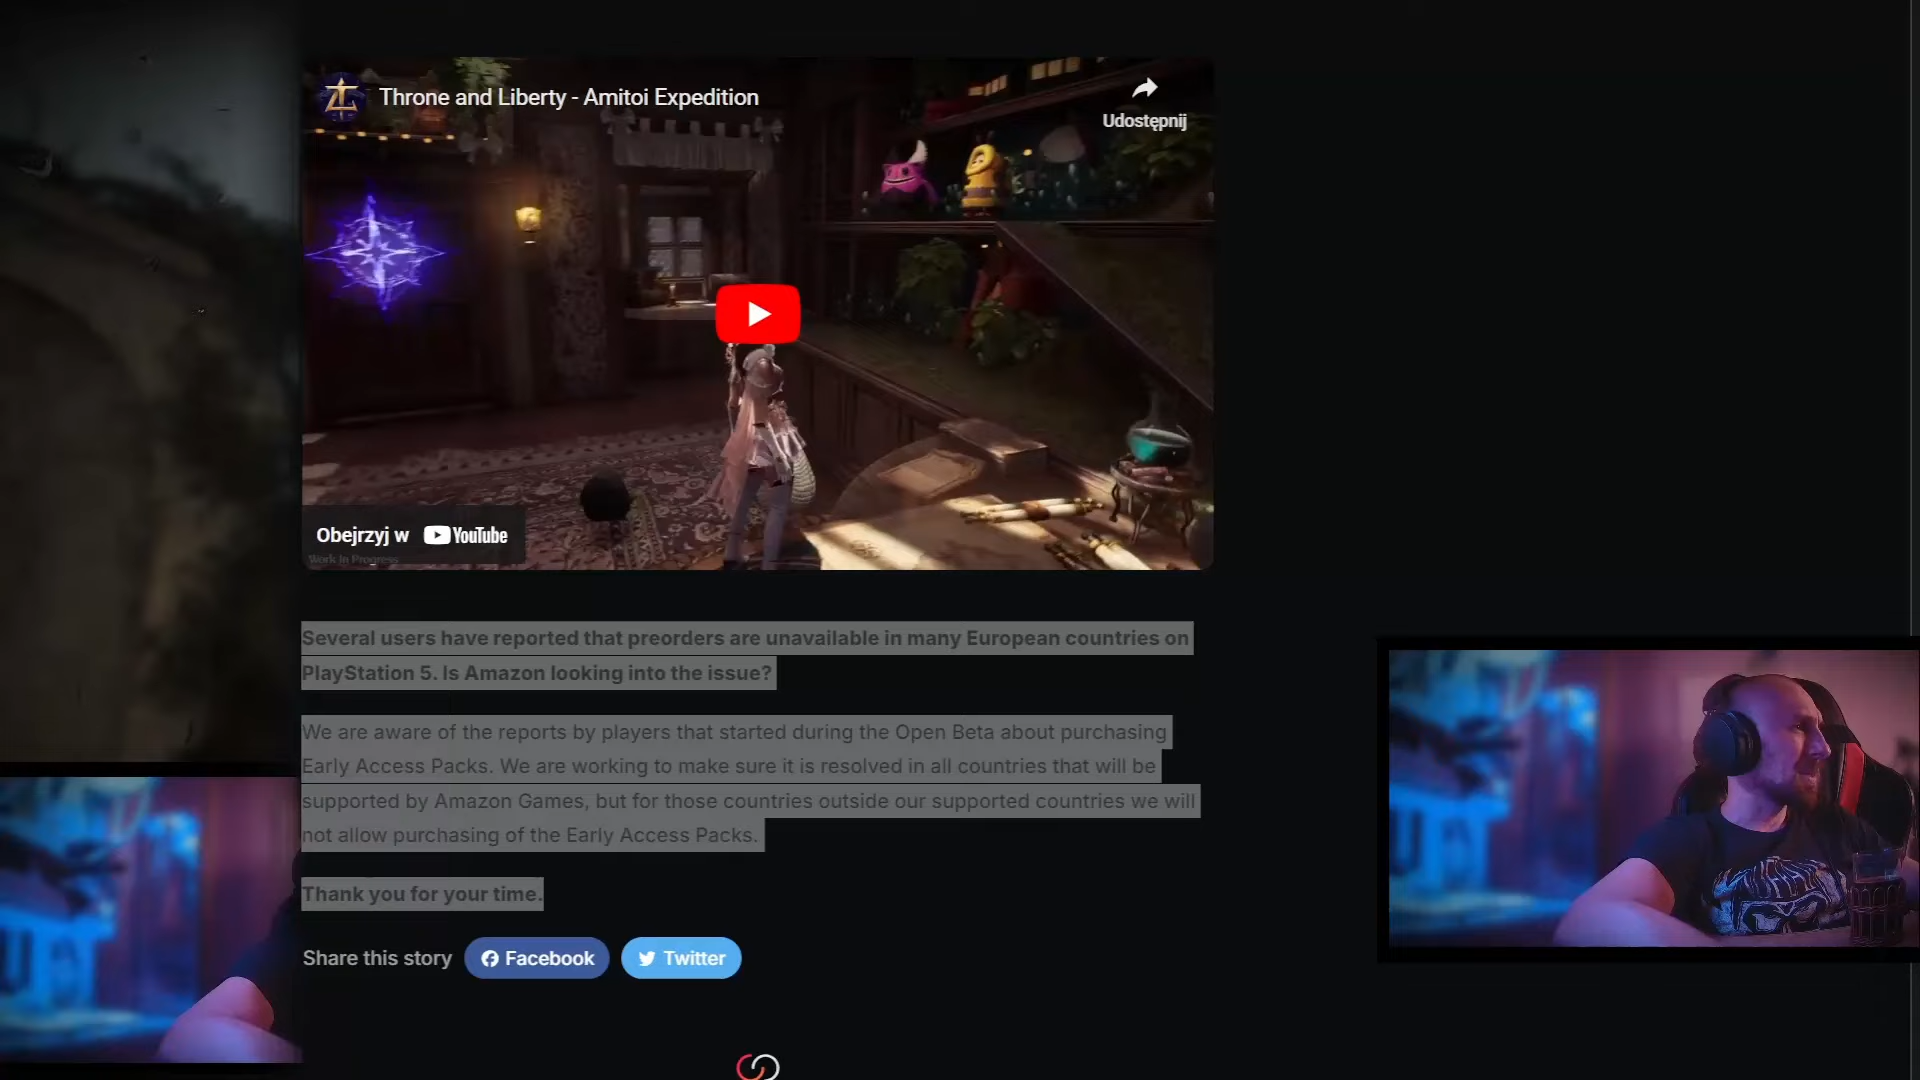 Throne and Liberty - Amitoi Expedition
Udostępnij
Obejrzyj w YouTube
Work In Progress
Several users have reported that preorders are unavailable in many European countries on
PlayStation 5. Is Amazon looking into the issue?
We are aware of the reports by players that started during the Open Beta about purchasing
Early Access Packs. We are working to make sure it is resolved in all countries that will be
supported by Amazon Games, but for those countries outside our supported countries we will
not allow purchasing of the Early Access Packs.
Thank you for your time.
Share this story Facebook Twitter